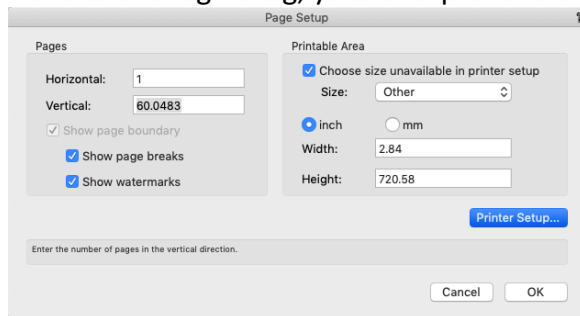 Page Setup
Pages
Horizontal: 1
Vertical: 60.0483
Show page boundary
Show page breaks
Show watermarks
Printable Area
Choose size unavailable in printer setup
Size: Other
inch mm
Width: 2.84
Height: 720.58
Printer Setup...
Enter the number of pages in the vertical direction.
Cancel OK